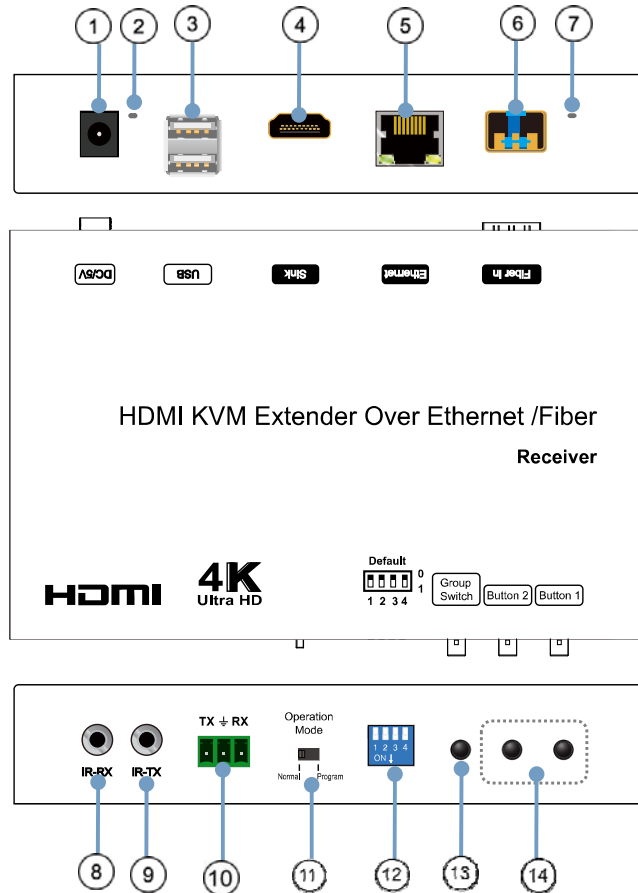 1 2 3 4 5 6 7
DC/5V USB Sink Ethernet Fiber In
HDMI KVM Extender Over Ethernet /Fiber
Receiver
HDMI
4K
Ultra HD
Default
0
1
1 2 3 4
Group
Switch
Button 2
Button 1
IR-RX
IR-TX
TX RX
Operation
Mode
Normal Program
1 2 3 4
ON ↓
8 9 10 11 12 13 14